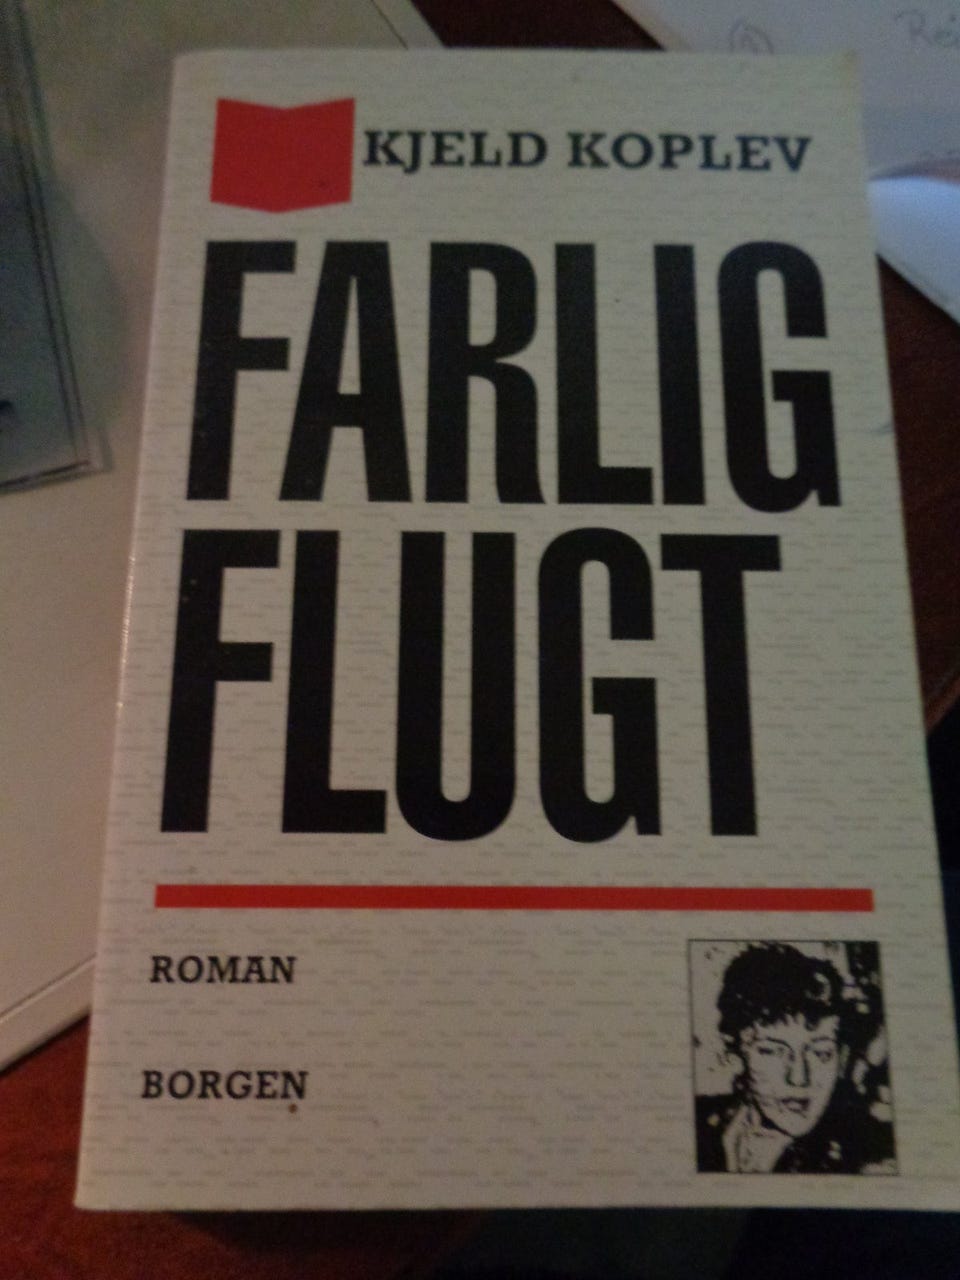 KJELD KOPLEV
FARLIG
FLUGT
ROMAN
BORGEN